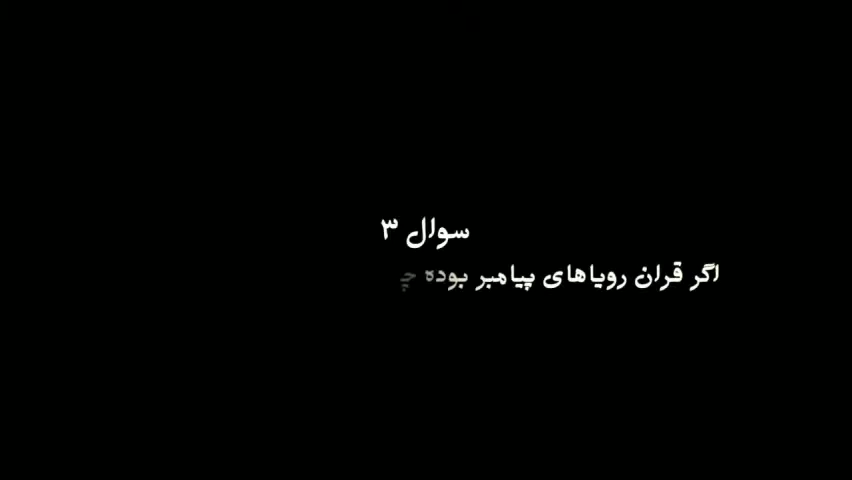 سوال ۳
اگر قران رویاهای پیامبر بوده